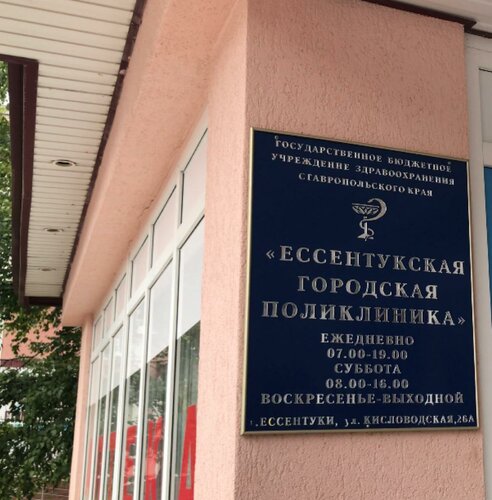 ГОСУДАРСТВЕННОЕ БЮДЖЕТНОЕ
УЧРЕЖДЕНИЕ ЗДРАВООХРАНЕНИЯ
СТАВРОПОЛЬСКОГО КРАЯ
«ЕССЕНТУКСКАЯ
ГОРОДСКАЯ
ПОЛИКЛИНИКА»
ЕЖЕДНЕВНО
07.00-19.00
СУББОТА
08.00-16.00
ВОСКРЕСЕНЬЕ-ВЫХОДНОЙ
г. ЕССЕНТУКИ, ул. КИСЛОВОДСКАЯ, 26А